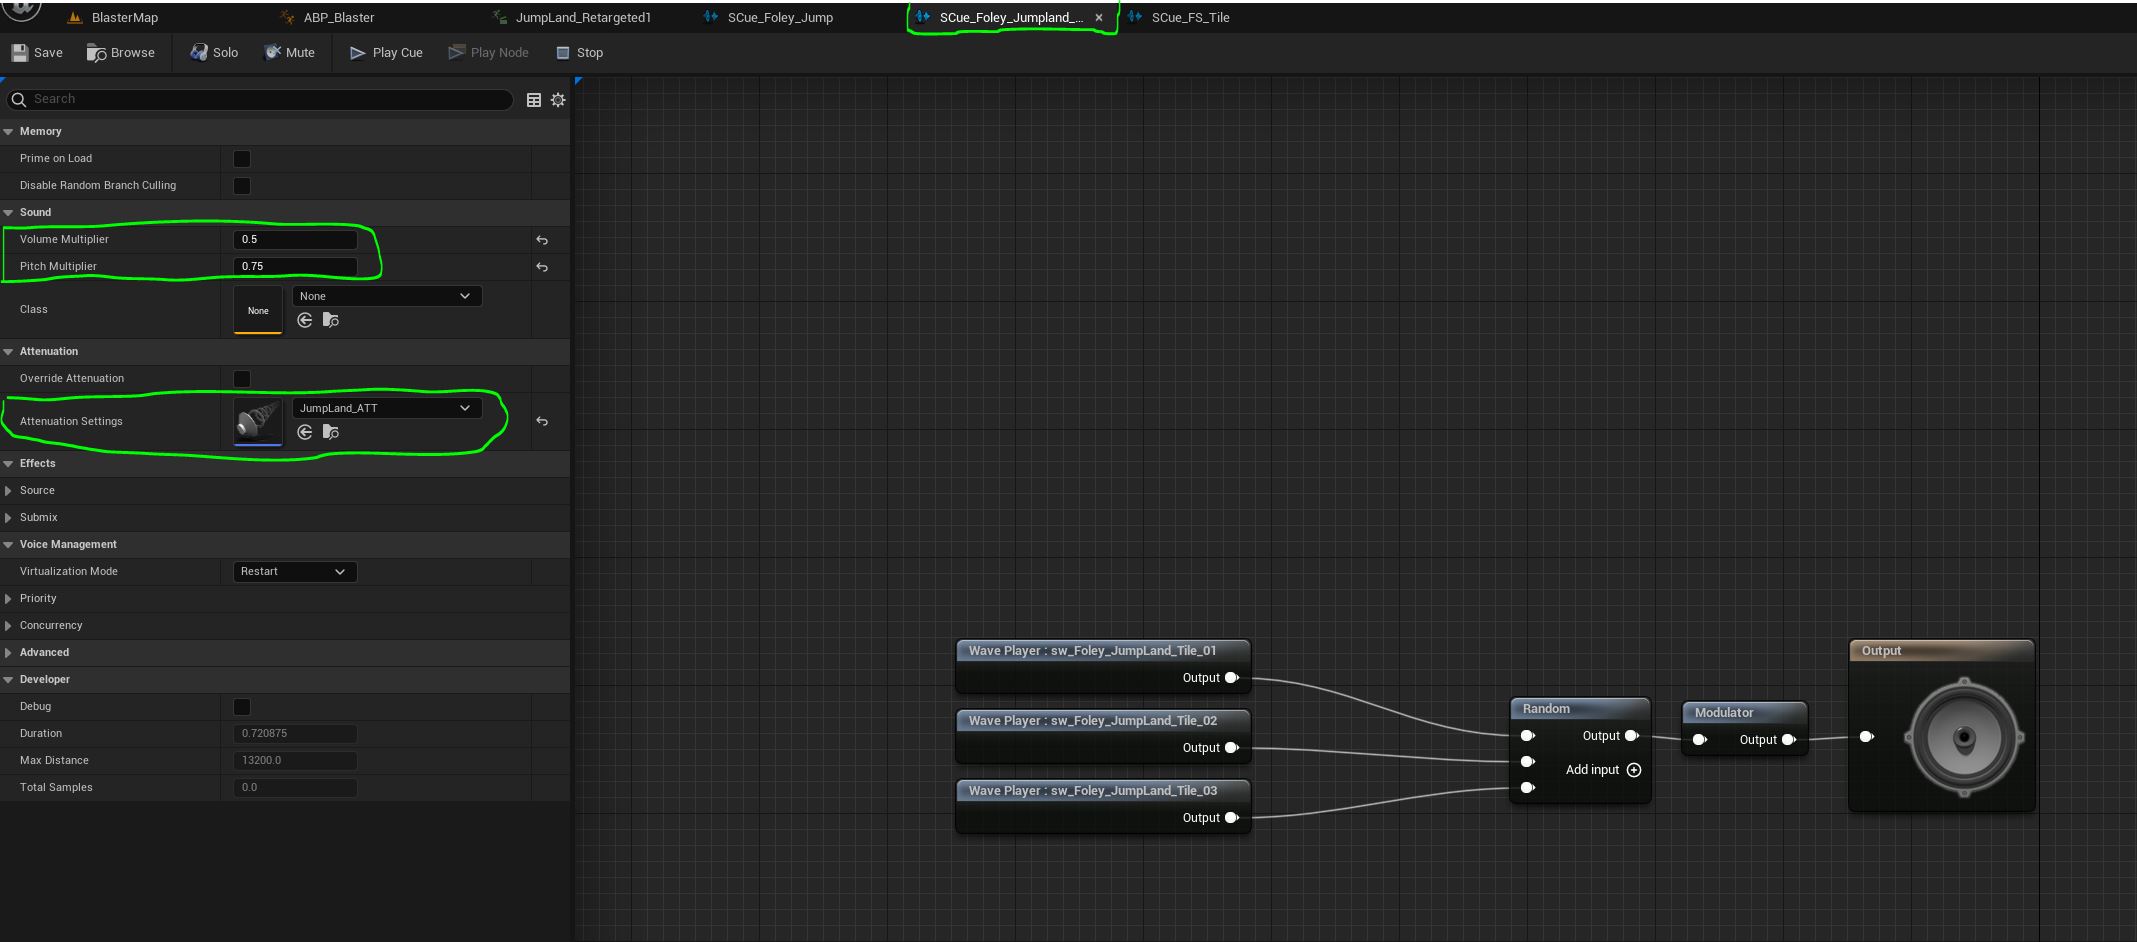 BlasterMap
ABP_Blaster
JumpLand_Retargeted1
SCue_Foley_Jump
SCue_Foley_Jumpland_...
SCue_FS_Tile
Save
Browse
Solo
Mute
Play Cue
Play Node
Stop
Search
Memory
Prime on Load
Disable Random Branch Culling
Sound
Volume Multiplier 0.5
Pitch Multiplier 0.75
Class None None
Attenuation
Override Attenuation
Attenuation Settings JumpLand_ATT
Effects
Source
Submix
Voice Management
Virtualization Mode Restart
Priority
Concurrency
Advanced
Developer
Debug
Duration 0.720875
Max Distance 13200.0
Total Samples 0.0
Wave Player : sw_Foley_JumpLand_Tile_01
Output
Wave Player : sw_Foley_JumpLand_Tile_02
Output
Wave Player : sw_Foley_JumpLand_Tile_03
Output
Random
Output
Add input
Modulator
Output
Output